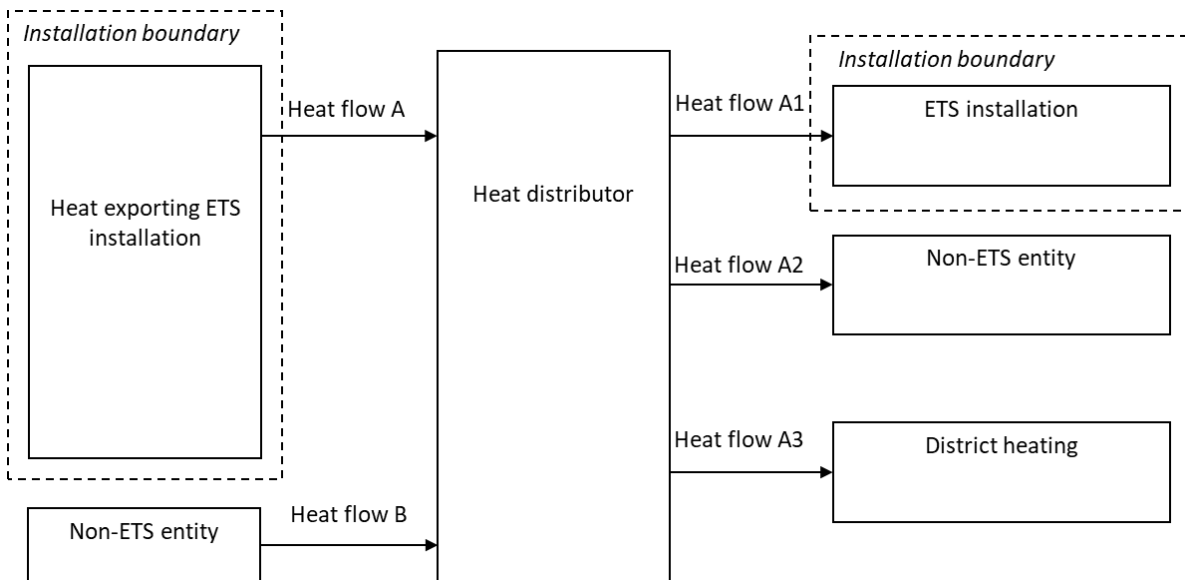 Installation boundary
Heat exporting ETS
installation
Heat flow A
Heat distributor
Heat flow A1
Installation boundary
ETS installation
Heat flow A2
Non-ETS entity
Heat flow A3
District heating
Heat flow B
Non-ETS entity